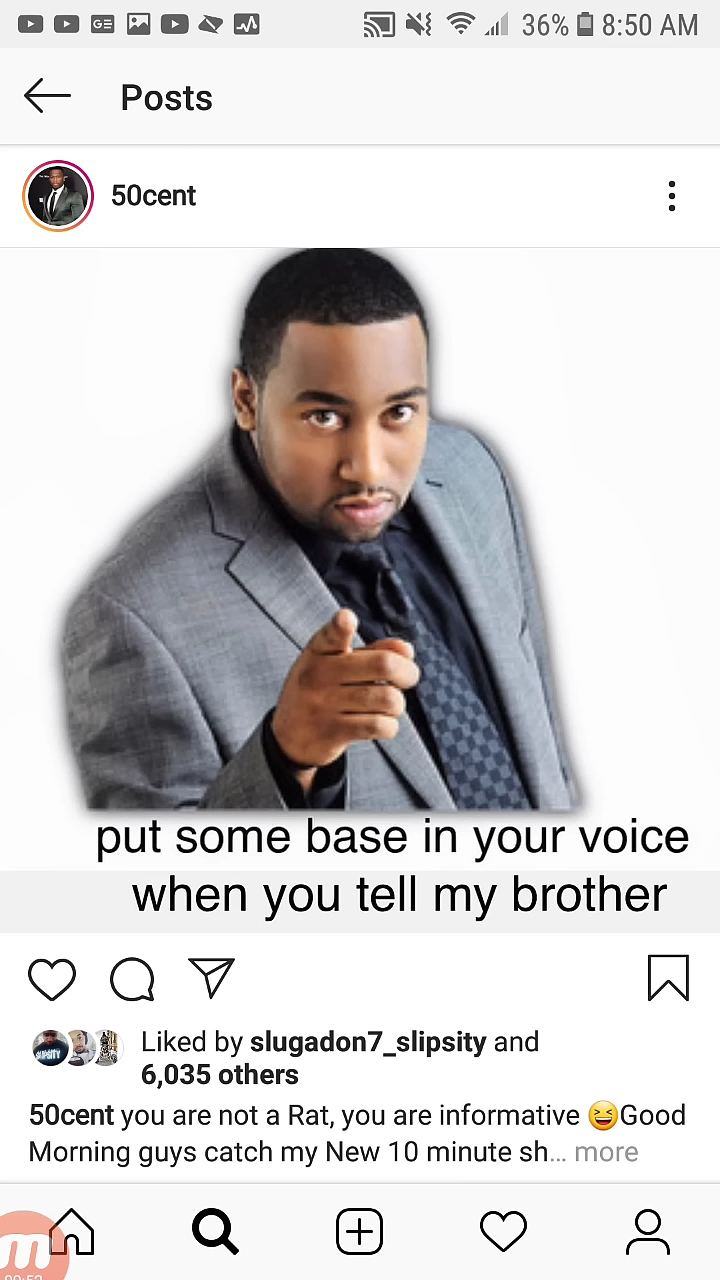 36% 8:50 AM
Posts
50cent
put some base in your voice
when you tell my brother
Liked by slugadon7_slipsity and
6,035 others
50cent you are not a Rat, you are informative 😆Good
Morning guys catch my New 10 minute sh... more